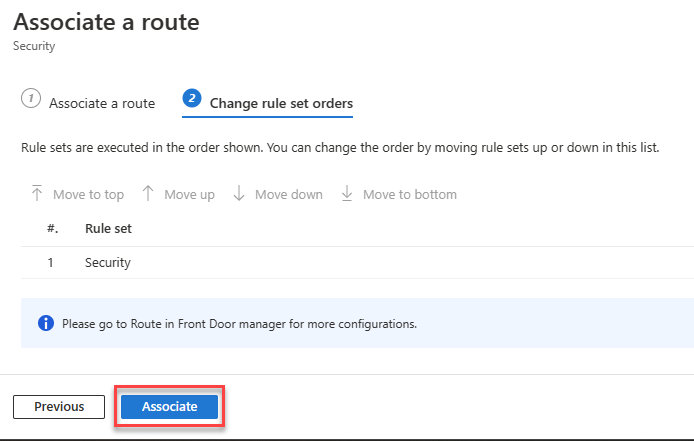 Associate a route
Security
1 Associate a route 2 Change rule set orders
Rule sets are executed in the order shown. You can change the order by moving rule sets up or down in this list.
Move to top Move up Move down Move to bottom
#. Rule set
1 Security
Please go to Route in Front Door manager for more configurations.
Previous Associate